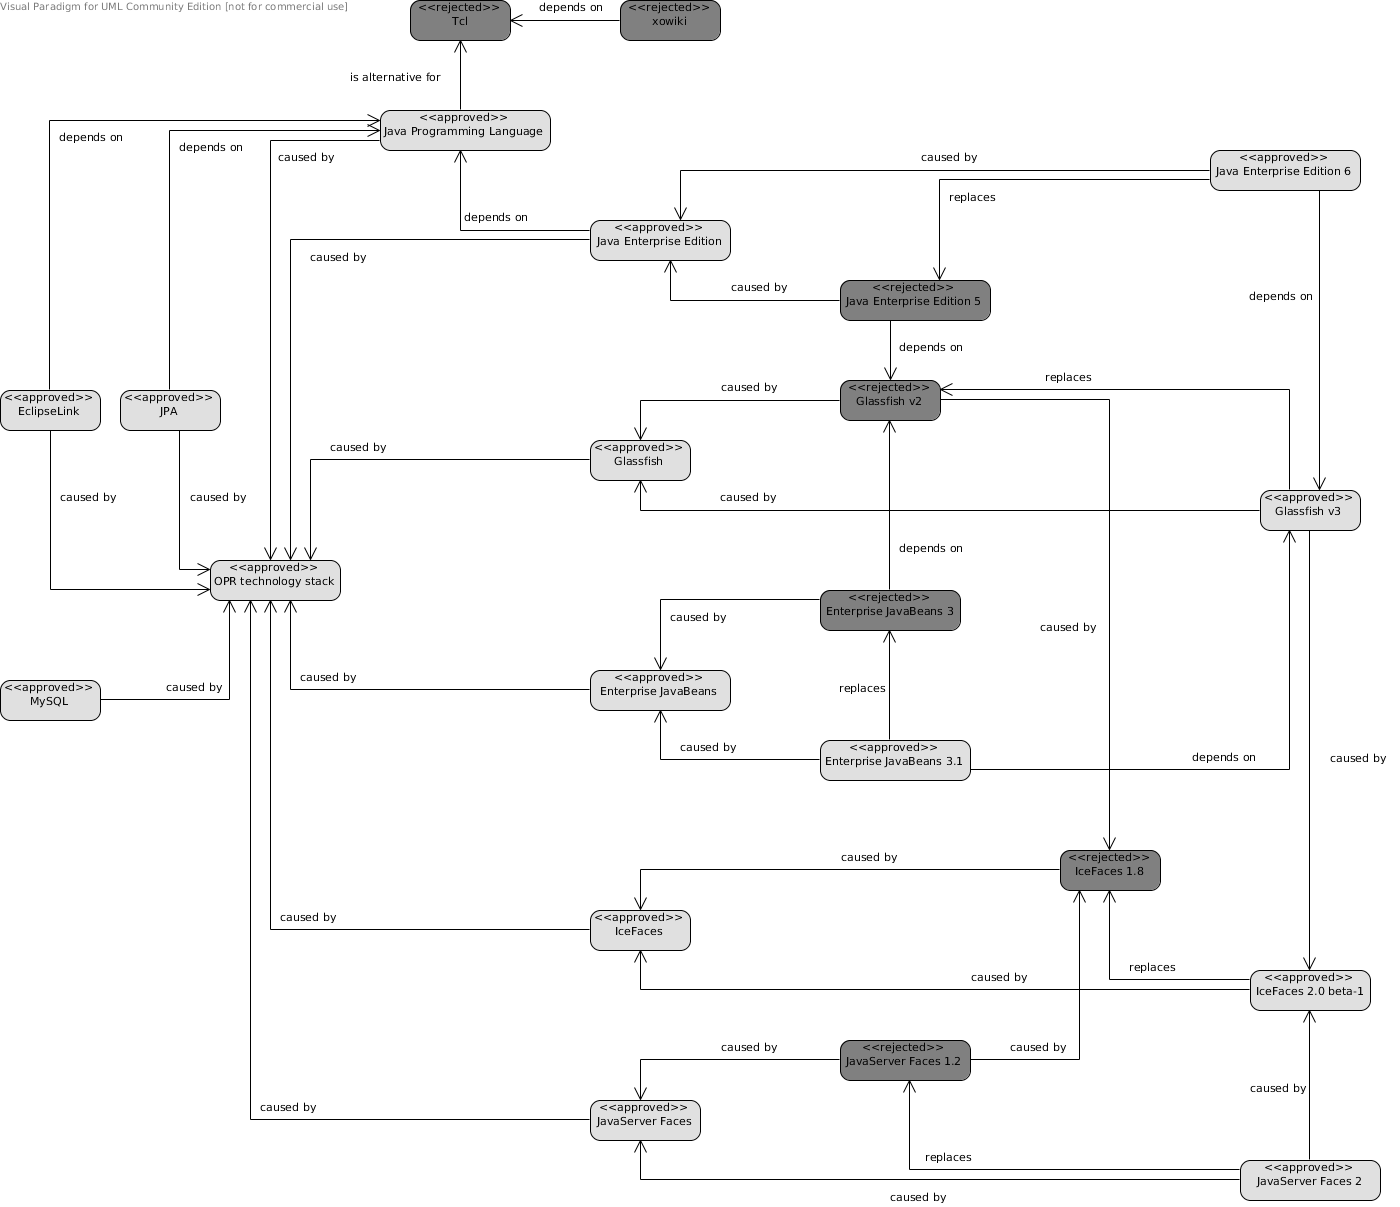 Visual Paradigm for UML Community Edition [not for commercial use]
<<rejected>>
Tcl
depends on
<<rejected>>
xowiki
is alternative for
<<approved>>
Java Programming Language
depends on
depends on
caused by
caused by
<<approved>>
Java Enterprise Edition 6
replaces
depends on
<<approved>>
Java Enterprise Edition
caused by
caused by
<<rejected>>
Java Enterprise Edition 5
depends on
depends on
caused by
replaces
<<approved>>
EclipseLink
<<approved>>
JPA
<<rejected>>
Glassfish v2
caused by
<<approved>>
Glassfish
caused by
caused by
caused by
<<approved>>
Glassfish v3
depends on
<<approved>>
OPR technology stack
<<rejected>>
Enterprise JavaBeans 3
caused by
caused by
caused by
<<approved>>
Enterprise JavaBeans
<<approved>>
MySQL
caused by
replaces
caused by
<<approved>>
Enterprise JavaBeans 3.1
depends on
caused by
caused by
<<rejected>>
IceFaces 1.8
caused by
<<approved>>
IceFaces
replaces
caused by
<<approved>>
IceFaces 2.0 beta-1
caused by
<<rejected>>
JavaServer Faces 1.2
caused by
caused by
caused by
<<approved>>
JavaServer Faces
replaces
<<approved>>
JavaServer Faces 2
caused by